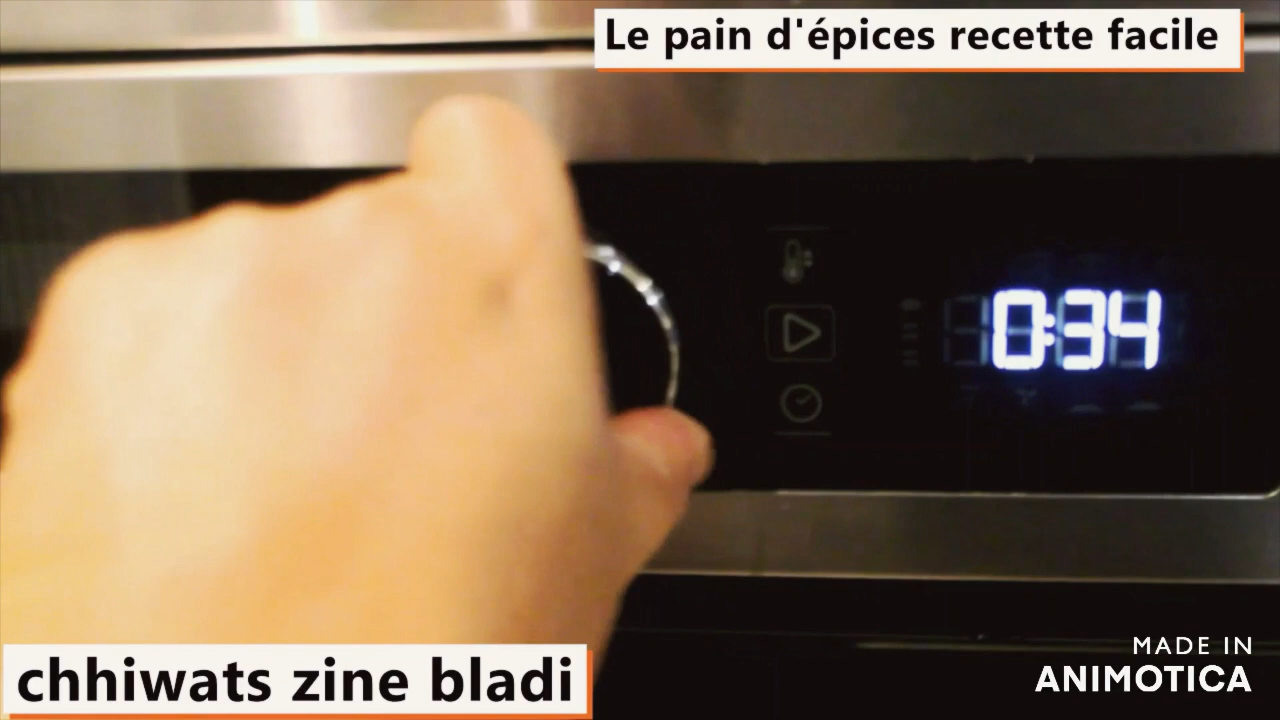 Le pain d'épices recette facile
0:34
chhiwats zine bladi
MADE IN
ANIMOTICA